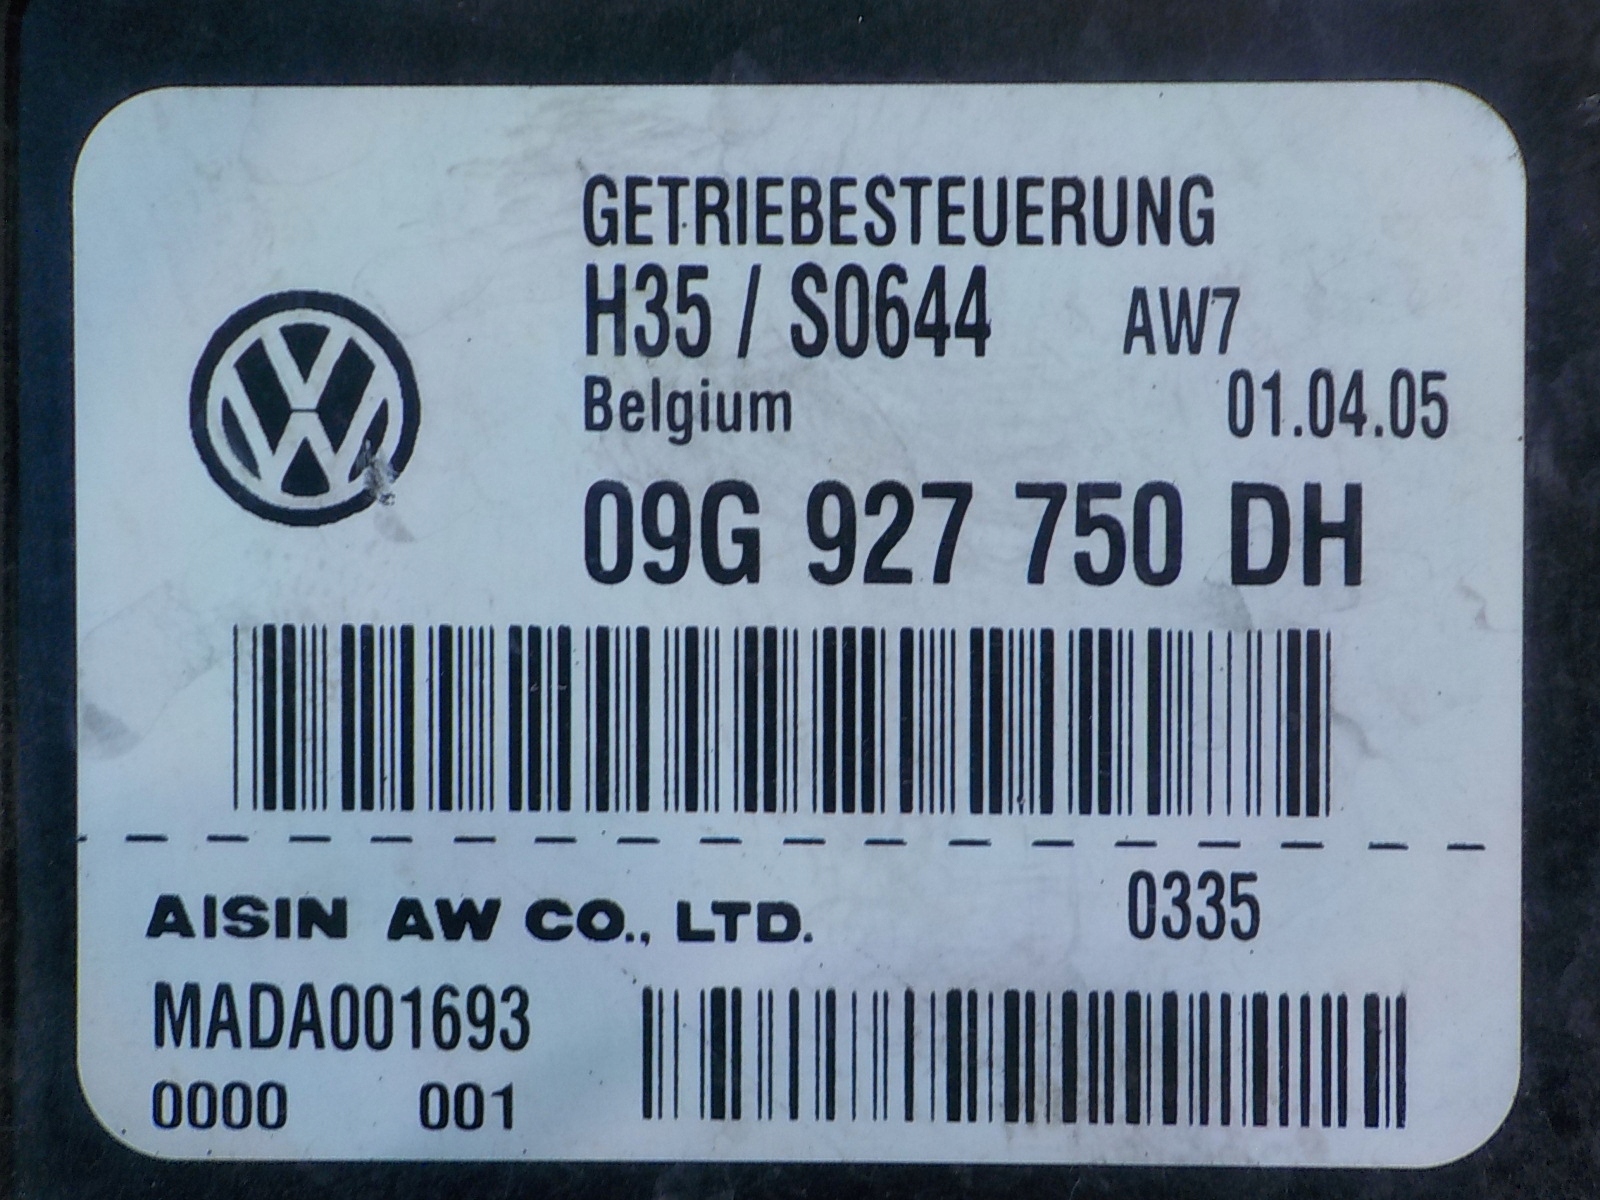 GETRIEBESTEUERUNG
H35 / S0644 AW7
Belgium 01.04.05
09G 927 750 DH
AISIN AW CO., LTD. 0335
MADA001693
0000 001